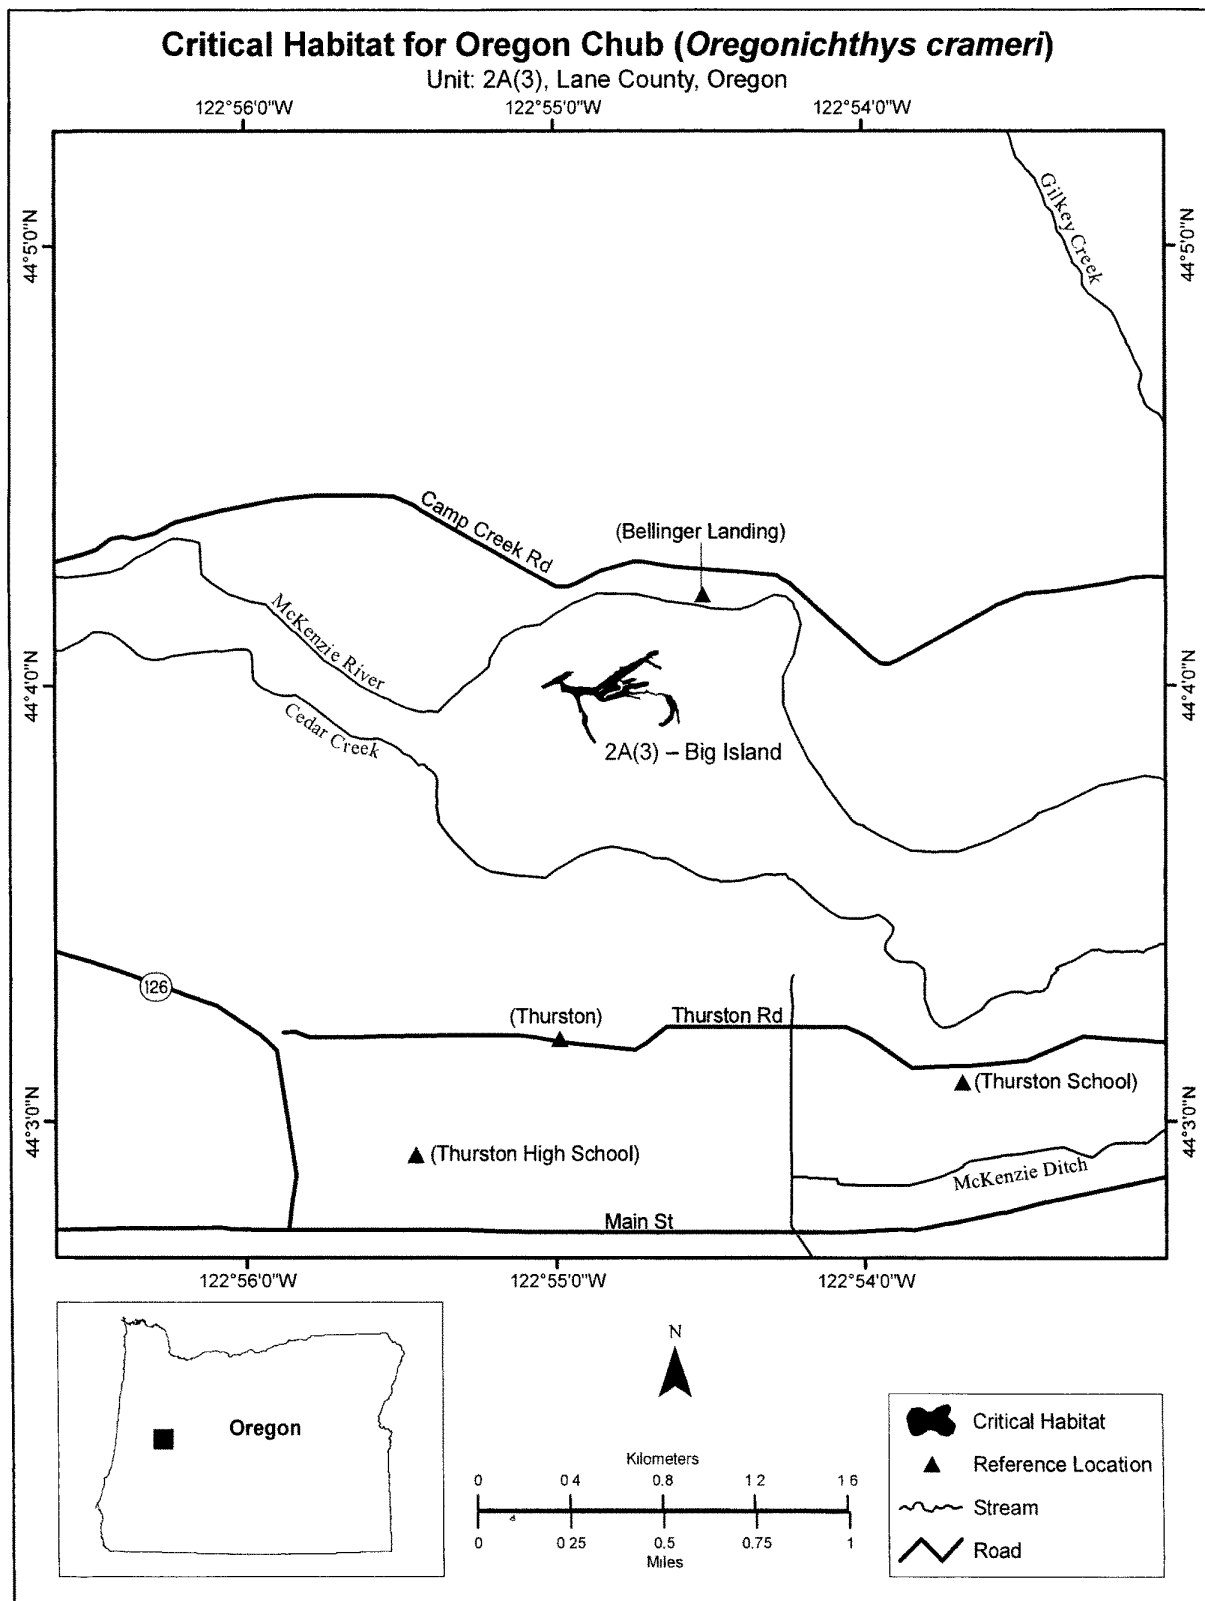 Critical Habitat for Oregon Chub (Oregonichthys crameri)
Unit: 2A(3), Lane County, Oregon
122°56'0"W
122°55'0"W
122°54'0"W
44°5'0"N
44°5'0"N
Gilkey Creek
Camp Creek Rd
(Bellinger Landing)
McKenzie River
44°4'0"N
44°4'0"N
Cedar Creek
2A(3) – Big Island
126
(Thurston)
Thurston Rd
(Thurston School)
44°3'0"N
44°3'0"N
(Thurston High School)
McKenzie Ditch
Main St
122°56'0"W
122°55'0"W
122°54'0"W
Oregon
N
Kilometers
0 0 4 0.8 1 2 1 6
0 0 25 0.5 0.75 1
Miles
Critical Habitat
Reference Location
Stream
Road